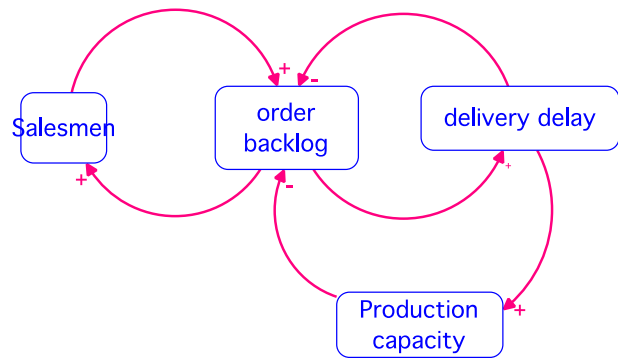 +
-
Salesmen
order
backlog
delivery delay
+
-
+
Production
capacity
+